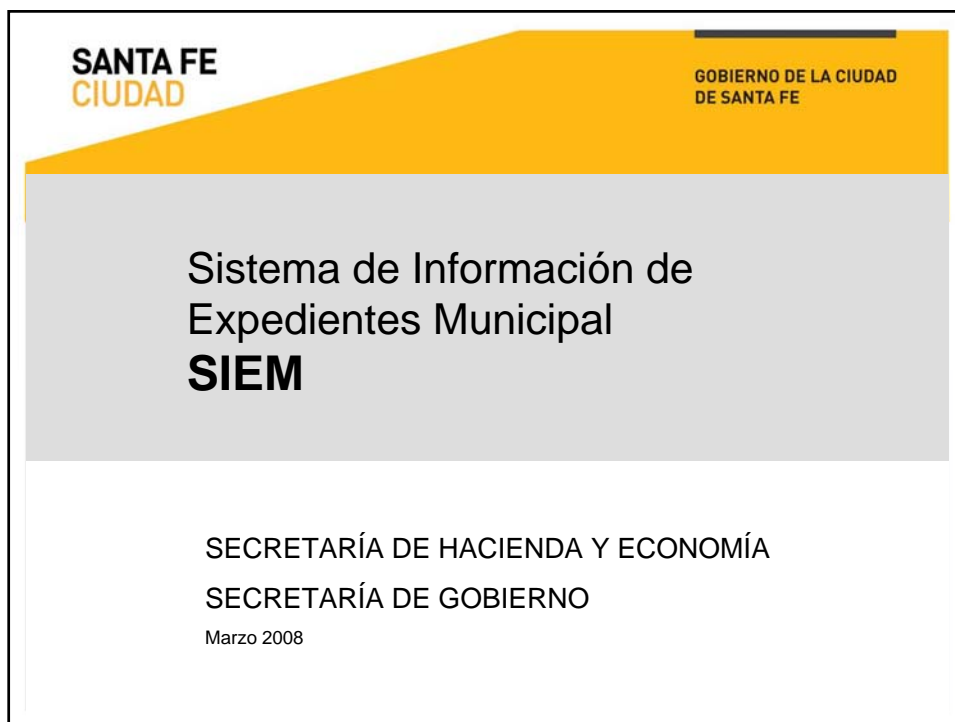 SANTA FE
CIUDAD
GOBIERNO DE LA CIUDAD
DE SANTA FE
Sistema de Información de
Expedientes Municipal
SIEM
SECRETARÍA DE HACIENDA Y ECONOMÍA
SECRETARÍA DE GOBIERNO
Marzo 2008